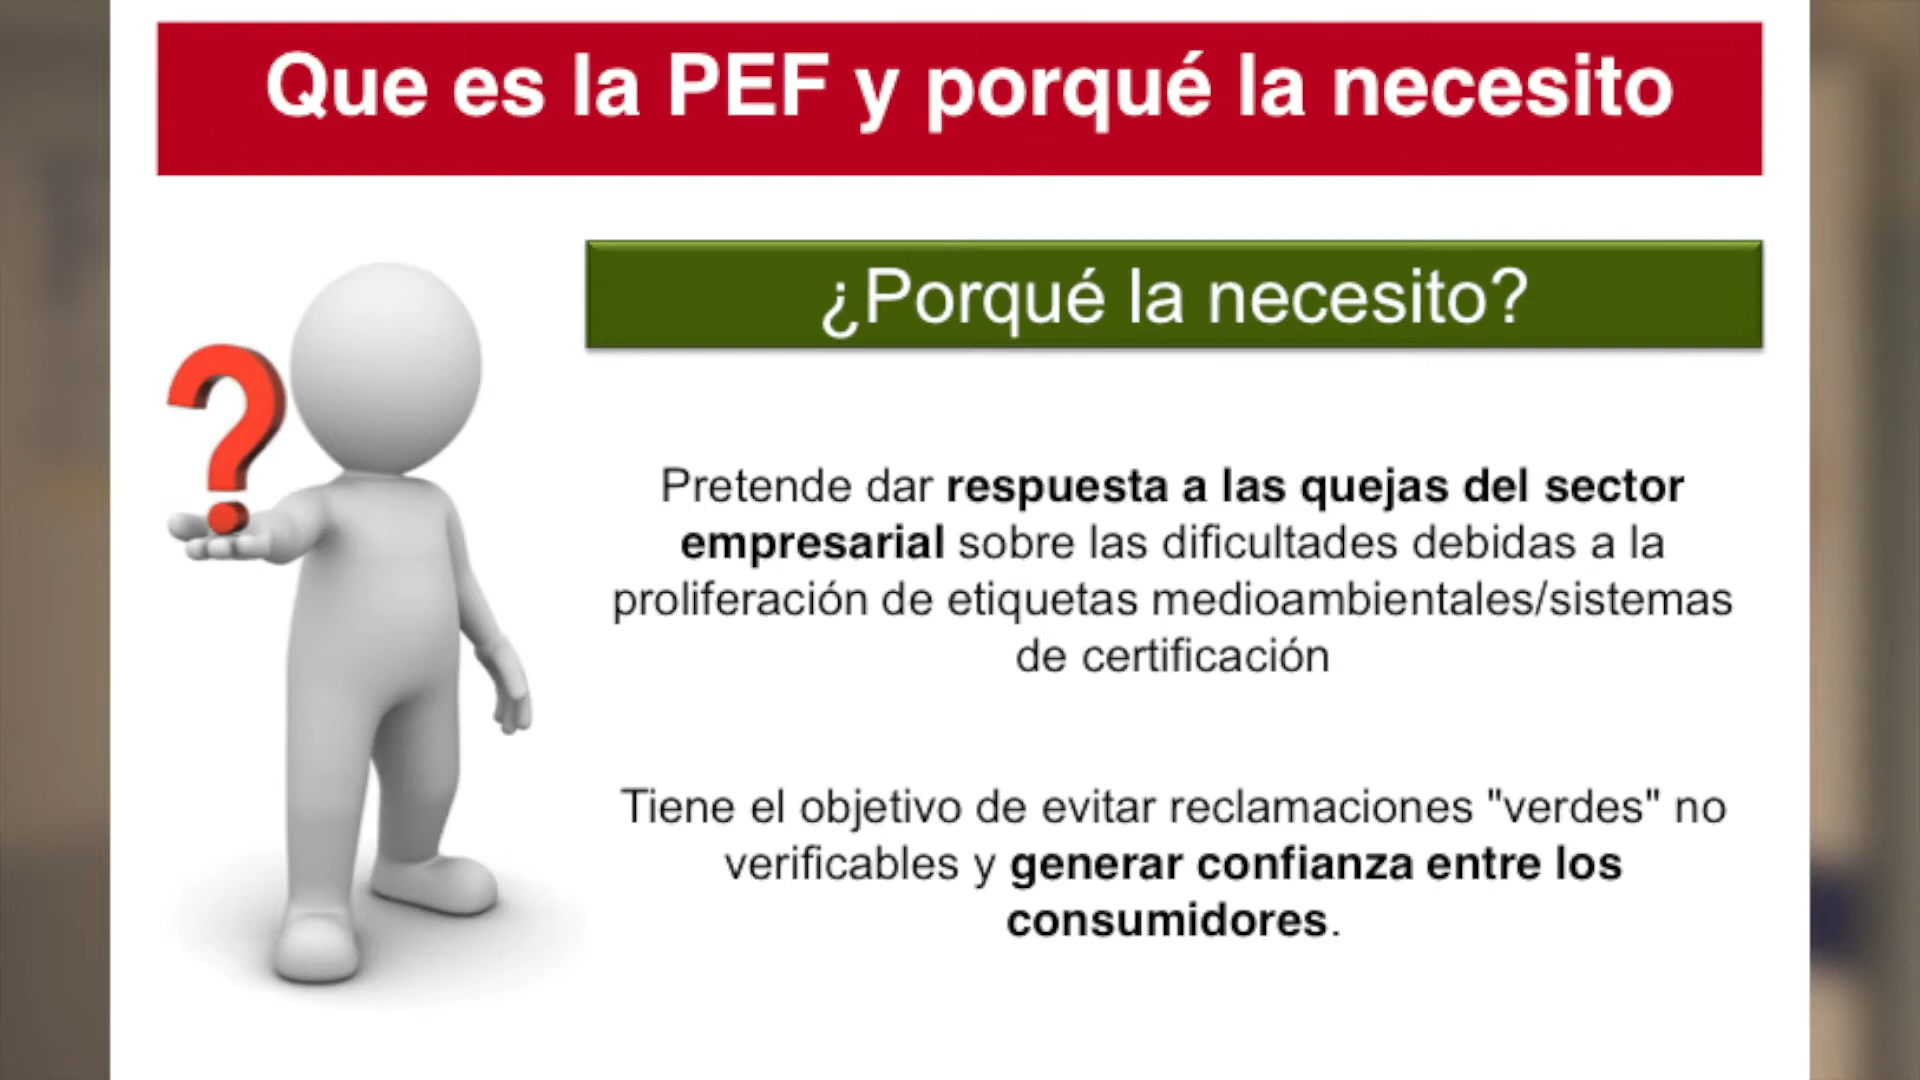 Que es la PEF y porqué la necesito
¿Porqué la necesito?
Pretende dar respuesta a las quejas del sector
empresarial sobre las dificultades debidas a la
proliferación de etiquetas medioambientales/sistemas
de certificación
Tiene el objetivo de evitar reclamaciones "verdes" no
verificables y generar confianza entre los
consumidores.